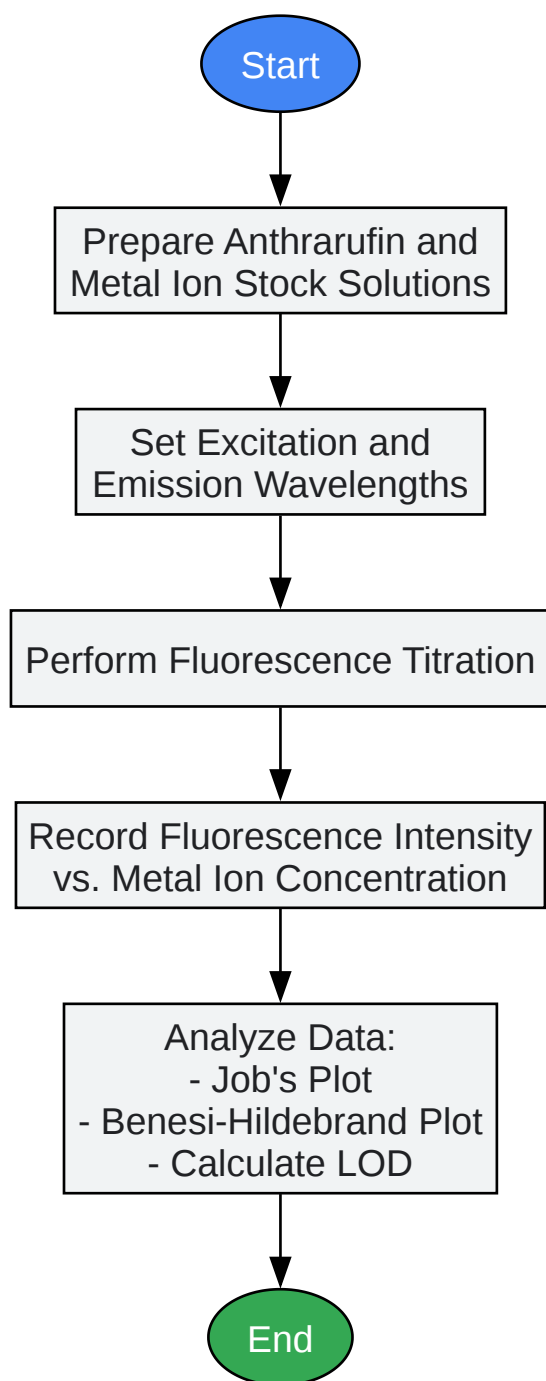 Start
Prepare Anthrarufin and
Metal Ion Stock Solutions
Set Excitation and
Emission Wavelengths
Perform Fluorescence Titration
Record Fluorescence Intensity
vs. Metal Ion Concentration
Analyze Data:
- Job's Plot
- Benesi-Hildebrand Plot
- Calculate LOD
End